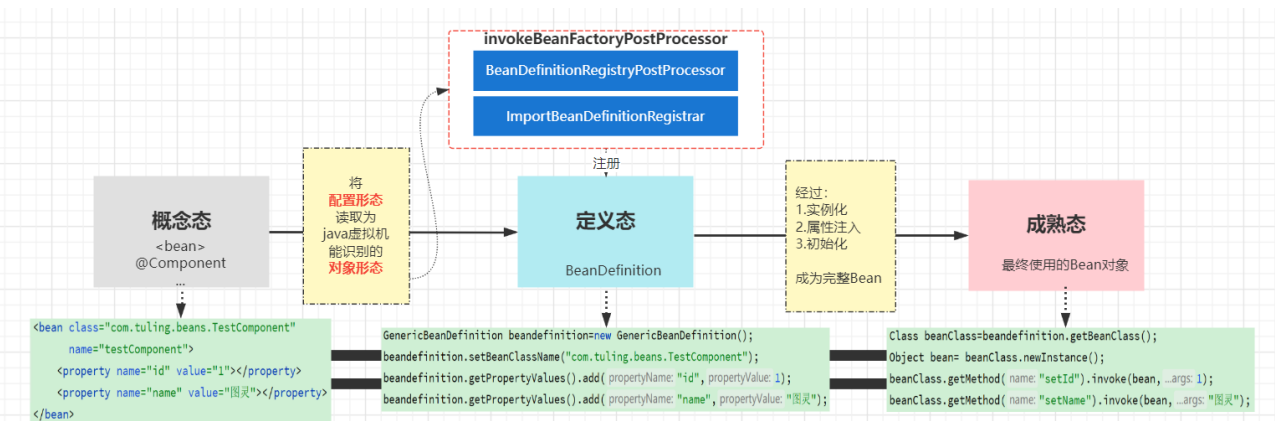 invokeBeanFactoryPostProcessor
BeanDefinitionRegistryPostProcessor
ImportBeanDefinitionRegistrar
注册
概念态
<bean>
@Component
...
将
配置形态
读取为
java虚拟机
能识别的
对象形态
定义态
BeanDefinition
经过：
1.实例化
2.属性注入
3.初始化
成为完整Bean
成熟态
最终使用的Bean对象
<bean class="com.tuling.beans.TestComponent"
name="testComponent">
<property name="id" value="1"></property>
<property name="name" value="图灵"></property>
</bean>
GenericBeanDefinition beandefinition=new GenericBeanDefinition();
beandefinition.setBeanClassName("com.tuling.beans.TestComponent");
beandefinition.getPropertyValues().add( propertyName: "id", propertyValue: 1);
beandefinition.getPropertyValues().add( propertyName: "name", propertyValue: "图灵");
Class beanClass=beandefinition.getBeanClass();
Object bean= beanClass.newInstance();
beanClass.getMethod( name: "setId").invoke(bean, ...args: 1);
beanClass.getMethod( name: "setName").invoke(bean, ...args: "图灵");